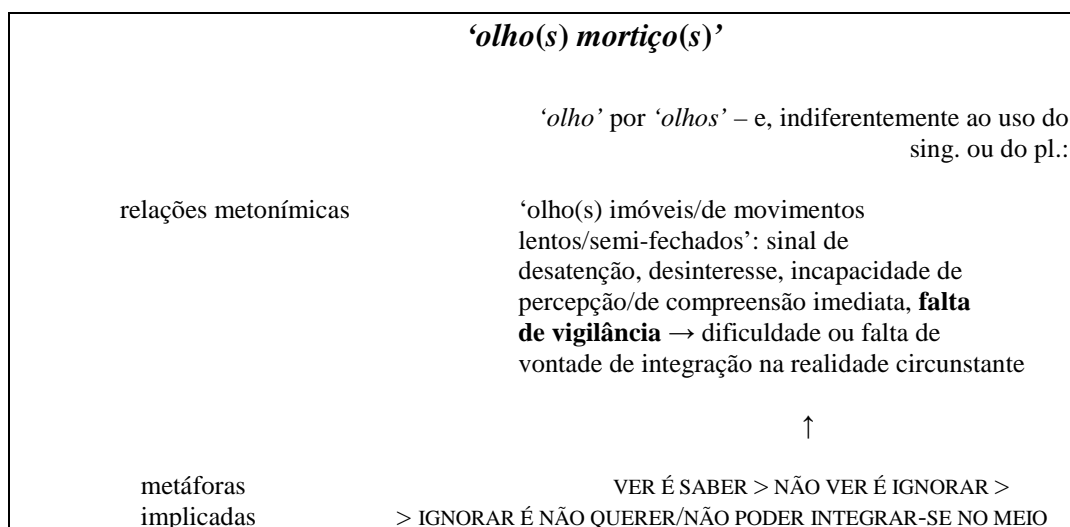 ‘olho(s) mortiço(s)’
‘olho’ por ‘olhos’ – e, indiferentemente ao uso do
sing. ou do pl.:
relações metonímicas
‘olho(s) imóveis/de movimentos
lentos/semi-fechados’: sinal de
desatenção, desinteresse, incapacidade de
percepção/de compreensão imediata, falta
de vigilância → dificuldade ou falta de
vontade de integração na realidade circunstante
↑
metáforas
implicadas
VER É SABER > NÃO VER É IGNORAR >
> IGNORAR É NÃO QUERER/NÃO PODER INTEGRAR-SE NO MEIO